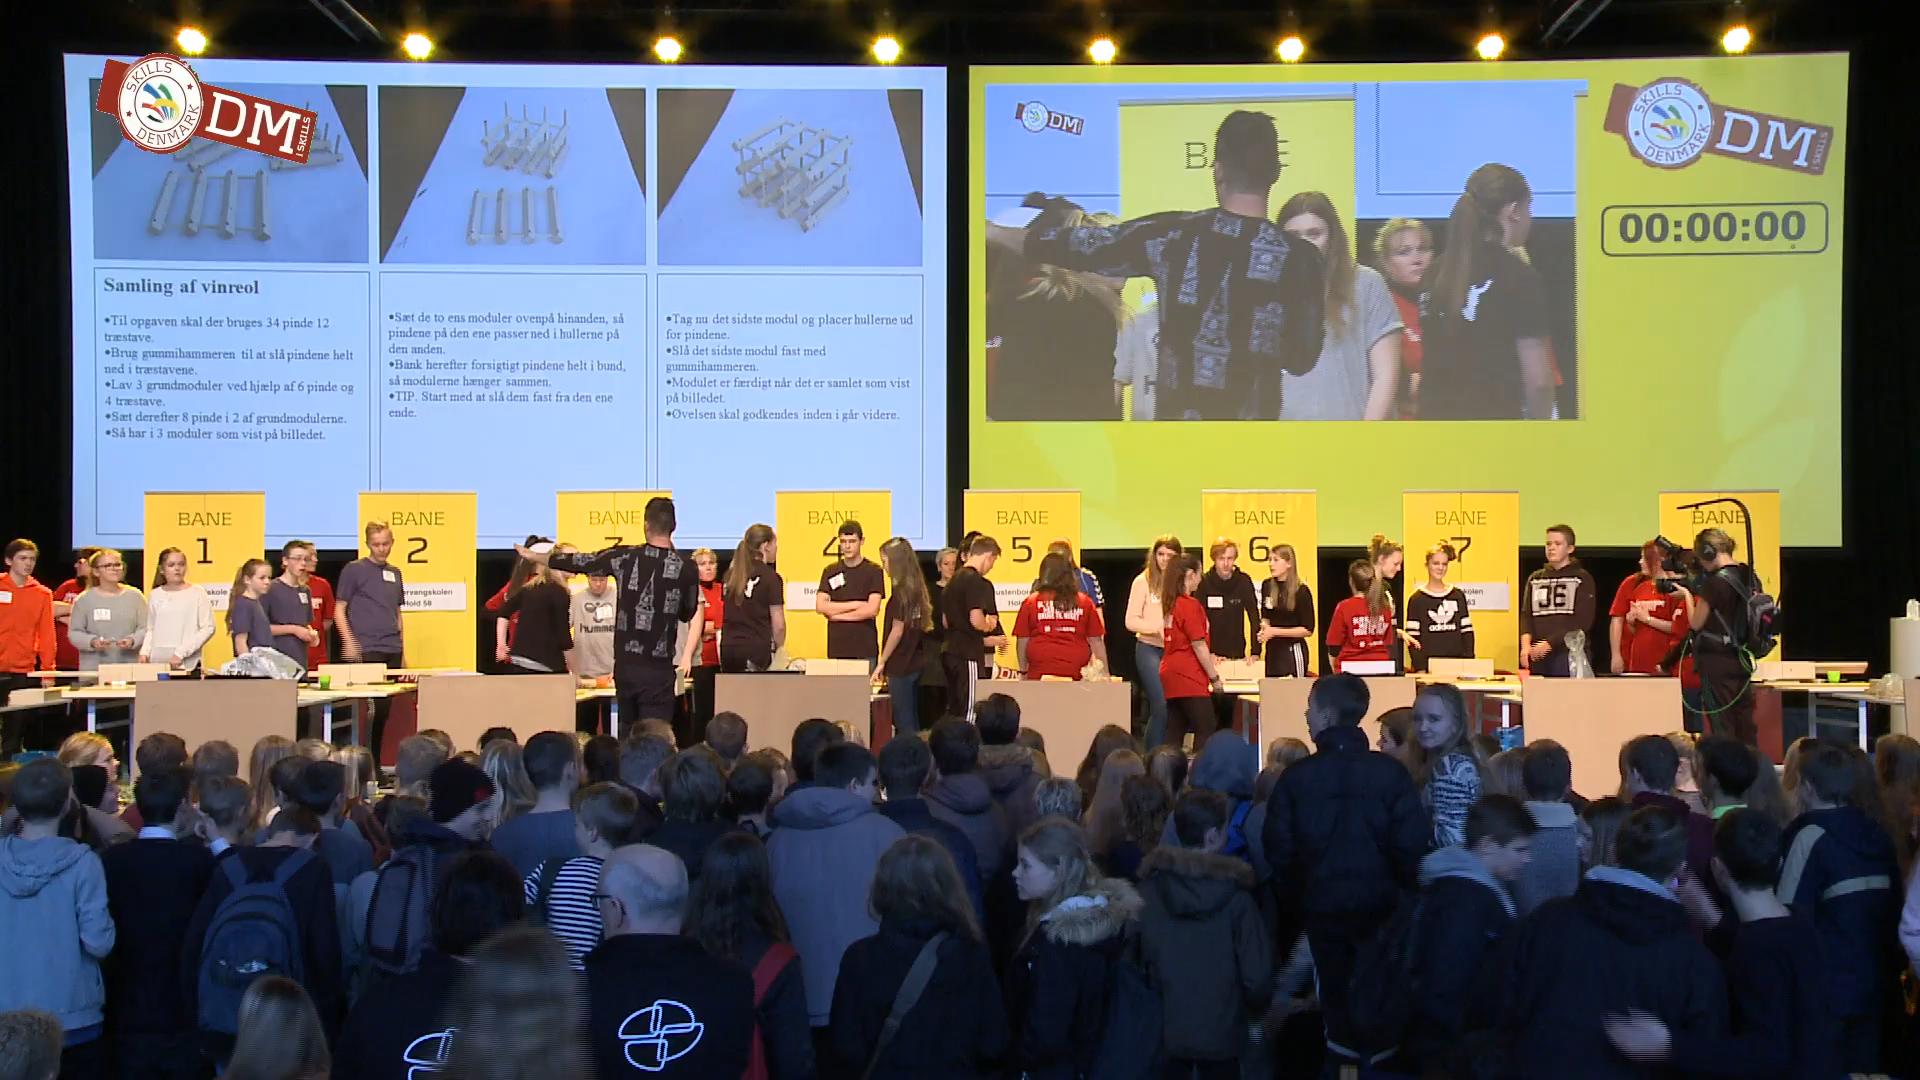 SKILLS
DENMARK
DM
I SKILLS
Samling af vinreol
•Til opgaven skal der bruges 34 pinde 12
træstave.
•Brug gummihammeren til at slå pindene helt
ned i træstavene.
•Lav 3 grundmoduler ved hjælp af 6 pinde og
4 træstave.
•Sæt derefter 8 pinde i 2 af grundmodulerne.
•Så har i 3 moduler som vist på billedet.
•Sæt de to ens moduler ovenpå hinanden, så
pindene på den ene passer ned i hullerne på
den anden.
•Bank herefter forsigtigt pindene helt i bund,
så modulerne hænger sammen.
•TIP. Start med at slå dem fast fra den ene
ende.
•Tag nu det sidste modul og placer hullerne ud
for pindene.
•Slå det sidste modul fast med
gummihammeren.
•Modulet er færdigt når det er samlet som vist
på billedet.
•Øvelsen skal godkendes inden i går videre.
DM
SKILLS
DENMARK
DM
I SKILLS
00:00:00
BANE
1
BANE
2
BANE
BANE
4
BANE
5
BANE
6
BANE
7
BANE
Hold 58
humme
adidas
36